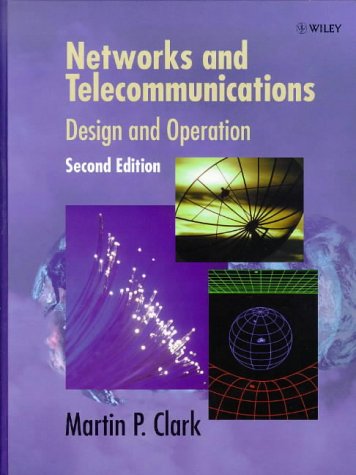 WILEY
Networks and
Telecommunications
Design and Operation
Second Edition
Martin P. Clark